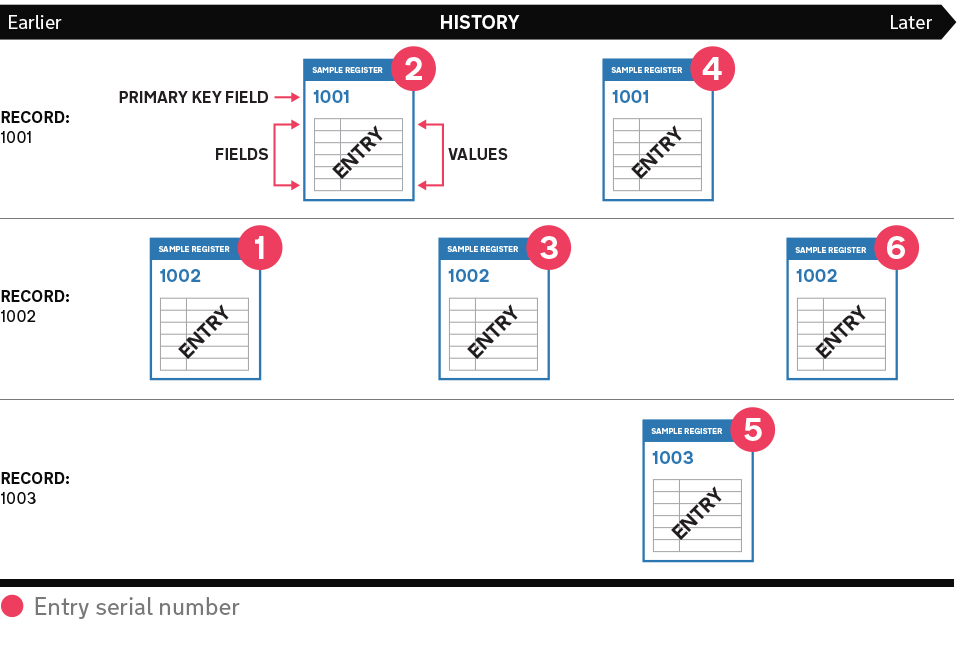 Earlier HISTORY Later
RECORD:
1001
PRIMARY KEY FIELD
FIELDS
SAMPLE REGISTER 2
1001
ENTRY
VALUES
SAMPLE REGISTER 4
1001
ENTRY
RECORD:
1002
SAMPLE REGISTER 1
1002
ENTRY
SAMPLE REGISTER 3
1002
ENTRY
SAMPLE REGISTER 6
1002
ENTRY
RECORD:
1003
SAMPLE REGISTER 5
1003
ENTRY
Entry serial number